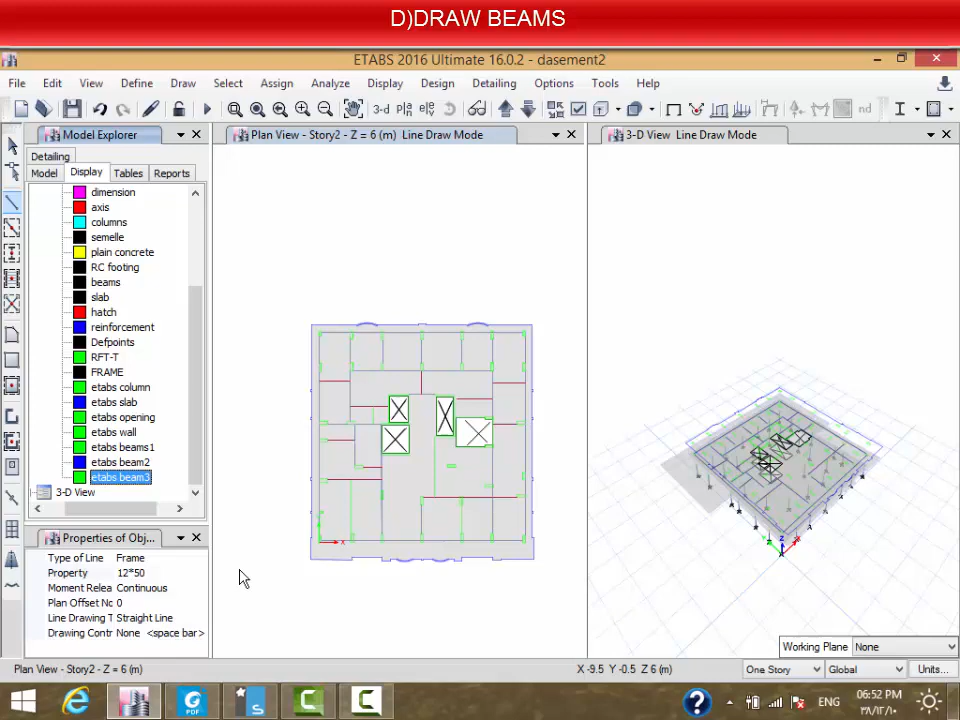 D)DRAW BEAMS
ETABS 2016 Ultimate 16.0.2 - dasement2
File Edit View Define Draw Select Assign Analyze Display Design Detailing Options Tools Help
3-d
nd
Model Explorer
Plan View - Story2 - Z = 6 (m) Line Draw Mode
3-D View Line Draw Mode
Detailing
Model Display Tables Reports
dimension
axis
columns
semelle
plain concrete
RC footing
beams
slab
hatch
reinforcement
Defpoints
RFT-T
FRAME
etabs column
etabs slab
etabs opening
etabs wall
etabs beams1
etabs beam2
etabs beam3
3-D View
Properties of Obj...
Type of Line Frame
Property 12*50
Moment Relea Continuous
Plan Offset Nc 0
Line Drawing T Straight Line
Drawing Contr None <space bar>
X
Z
Working Plane None
Plan View - Story2 - Z = 6 (m)
X -9.5 Y -0.5 Z 6 (m)
One Story
Global
Units...
PDF
ENG
06:52 PM
٣٨/١٢/١٠